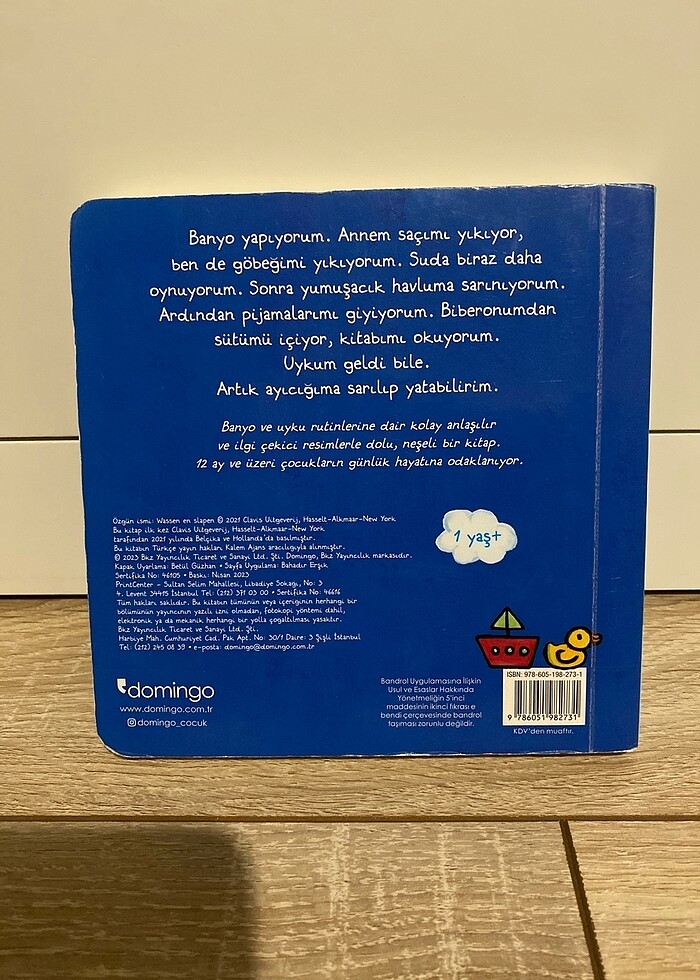 Banyo yapıyorum. Annem saçımı yıkıyor,
ben de göbeğimi yıkıyorum. Suda biraz daha
oynuyorum. Sonra yumuşacık havluma sarınıyorum.
Ardından pijamalarımı giyiyorum. Biberonumdan
sütümü içiyor, kitabımı okuyorum.
Uykum geldi bile.
Artık ayıcığıma sarılıp yatabilirim.
Banyo ve uyku rutinlerine dair kolay anlaşılır
ve ilgi çekici resimlerle dolu, neşeli bir kitap.
12 ay ve üzeri çocukların günlük hayatına odaklanıyor.
Özgün ismi: Wassen en slapen © 2021 Clavis Uitgeverij, Hasselt-Alkmaar-New York
Bu kitap ilk kez Clavis Uitgeverij, Hasselt-Alkmaar-New York
tarafından 2021 yılında Belçika ve Hollanda'da basılmıştır.
Bu kitabın Türkçe yayın hakları Kalem Ajans aracılığıyla alınmıştır.
© 2023 Bkz Yayıncılık Ticaret ve Sanayi Ltd. Şti. Domingo, Bkz Yayıncılık markasıdır.
Kapak Uyarlama: Betül Güzhan • Sayfa Uygulama: Bahadır Erşık
Sertifika No: 46105 • Baskı: Nisan 2023
PrintCenter - Sultan Selim Mahallesi, Libadiye Sokağı, No: 3
4. Levent 34415 İstanbul Tel: (212) 371 03 00 • Sertifika No: 46616
Tüm hakları saklıdır. Bu kitabın tümünün veya içeriğinin herhangi bir
bölümünün yayıncının yazılı izni olmadan, fotokopi yöntemi dahil,
elektronik ya da mekanik herhangi bir yolla çoğaltılması yasaktır.
Bkz Yayıncılık Ticaret ve Sanayi Ltd. Şti.
Harbiye Mah. Cumhuriyet Cad. Pak Apt. No: 30/1 Daire: 3 Şişli İstanbul
Tel: (212) 245 08 39 • e-posta: domingo@domingo.com.tr
1 yaş+
domingo
www.domingo.com.tr
domingo_cocuk
Bandrol Uygulamasına İlişkin
Usul ve Esaslar Hakkında
Yönetmeliğin 5'inci
maddesinin ikinci fıkrası e
bendi çerçevesinde bandrol
taşıması zorunlu değildir.
ISBN: 978-605-198-273-1
9 786051 982731
KDV'den muaftır.